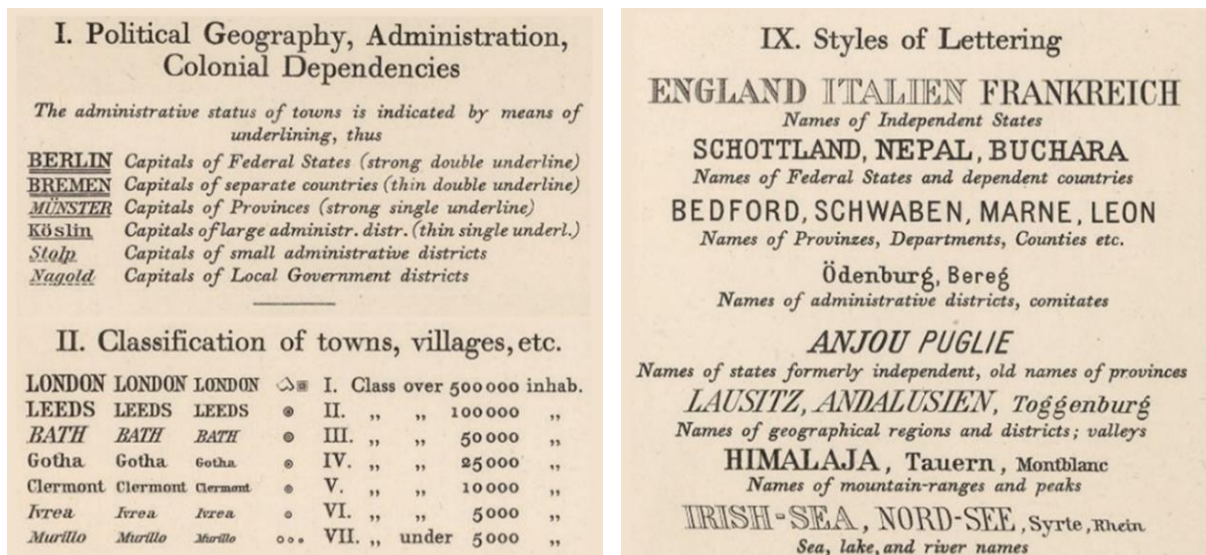 I. Political Geography, Administration,
Colonial Dependencies
The administrative status of towns is indicated by means of
underlining, thus
BERLIN Capitals of Federal States (strong double underline)
BREMEN Capitals of separate countries (thin double underline)
MÜNSTER Capitals of Provinces (strong single underline)
Köslin Capitals of large administr. distr. (thin single underl.)
Stolp Capitals of small administrative districts
Nagold Capitals of Local Government districts
II. Classification of towns, villages, etc.
LONDON LONDON LONDON I. Class over 500000 inhab.
LEEDS LEEDS LEEDS II. „ „ 100000 „
BATH BATH BATH III. „ „ 50000 „
Gotha Gotha Gotha IV. „ „ 25000 „
Clermont Clermont Clermont V. „ „ 10000 „
Ivrea Ivrea Ivrea VI. „ „ 5000 „
Murillo Murillo Murillo VII. „ under 5000 „
IX. Styles of Lettering
ENGLAND ITALIEN FRANKREICH
Names of Independent States
SCHOTTLAND, NEPAL, BUCHARA
Names of Federal States and dependent countries
BEDFORD, SCHWABEN, MARNE, LEON
Names of Provinzes, Departments, Counties etc.
Ödenburg, Bereg
Names of administrative districts, comitates
ANJOU PUGLIE
Names of states formerly independent, old names of provinces
LAUSITZ, ANDALUSIEN, Toggenburg
Names of geographical regions and districts; valleys
HIMALAJA, Tauern, Montblanc
Names of mountain-ranges and peaks
IRISH-SEA, NORD-SEE, Syrte, Rhein
Sea, lake, and river names